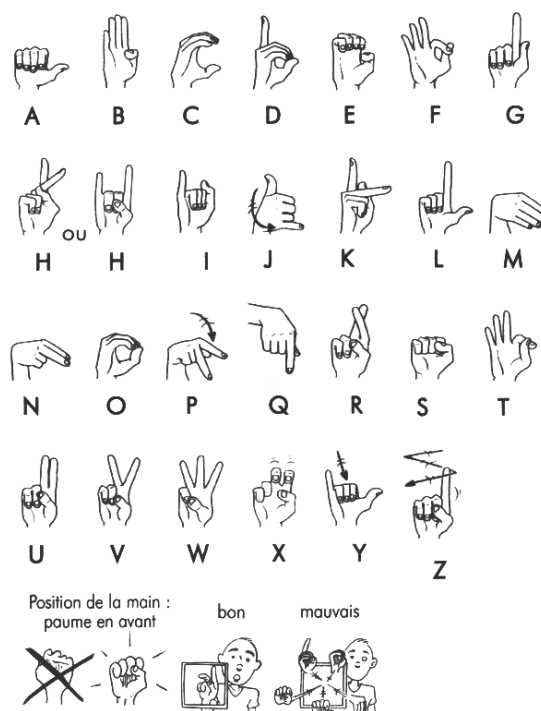 A B C D E F G
H OU H I J K L M
N O P Q R S T
U V W X Y Z
Position de la main :
paume en avant
bon
mauvais